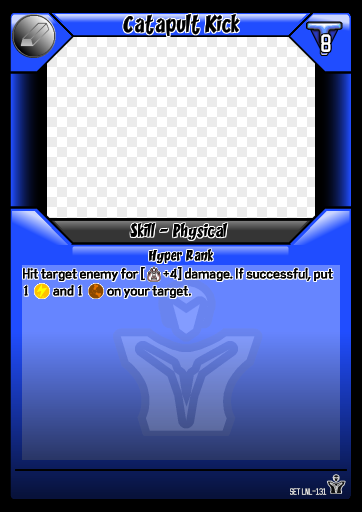 Catapult Kick
8
Skill - Physical
Hyper Rank
Hit target enemy for [ +4] damage. If successful, put
1 and 1 on your target.
SET LNL-131